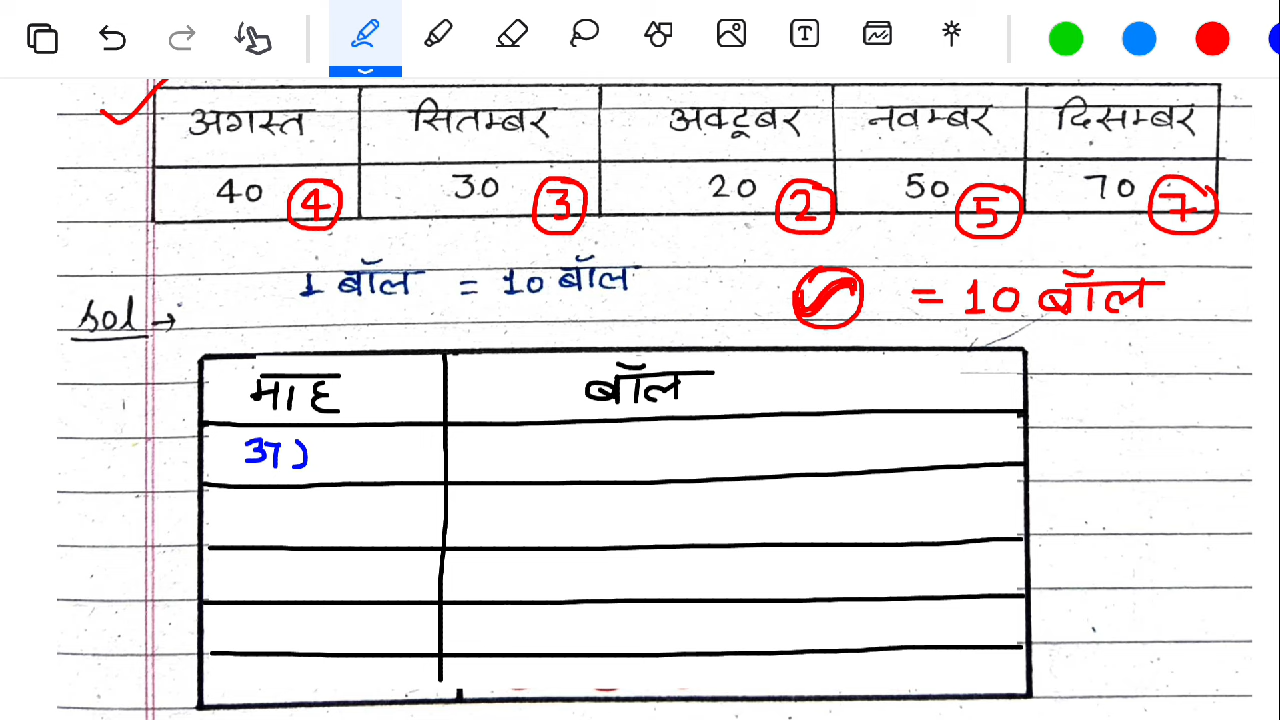 अगस्त सितम्बर अक्टूबर नवम्बर दिसम्बर
40 4 30 3 20 2 50 5 70 7
1 बॉल = 10 बॉल
= 10 बॉल
Sol →
माह बॉल
अ